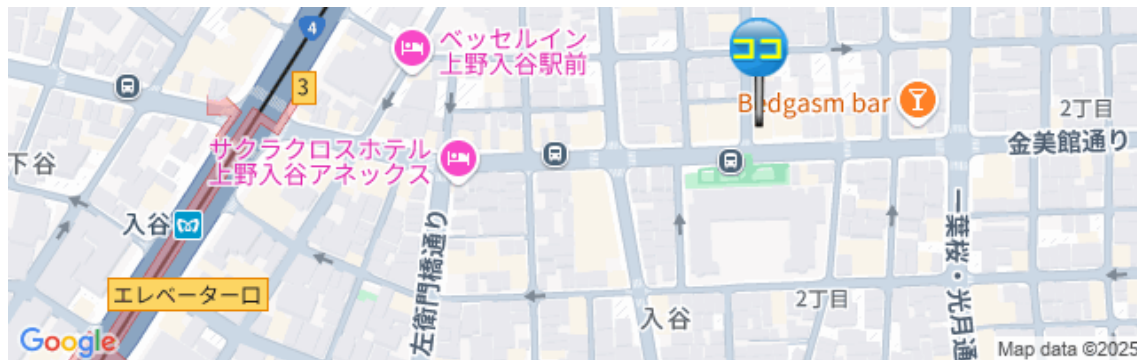 4
ベッセルイン
上野入谷駅前
ココ
3
Bedgasm bar
2丁目
金美館通り
サクラクロスホテル
上野入谷アネックス
下谷
入谷
エレベーター口
左衛門橋通り
一葉桜・光月通
2丁目
入谷
Google
Map data ©2025